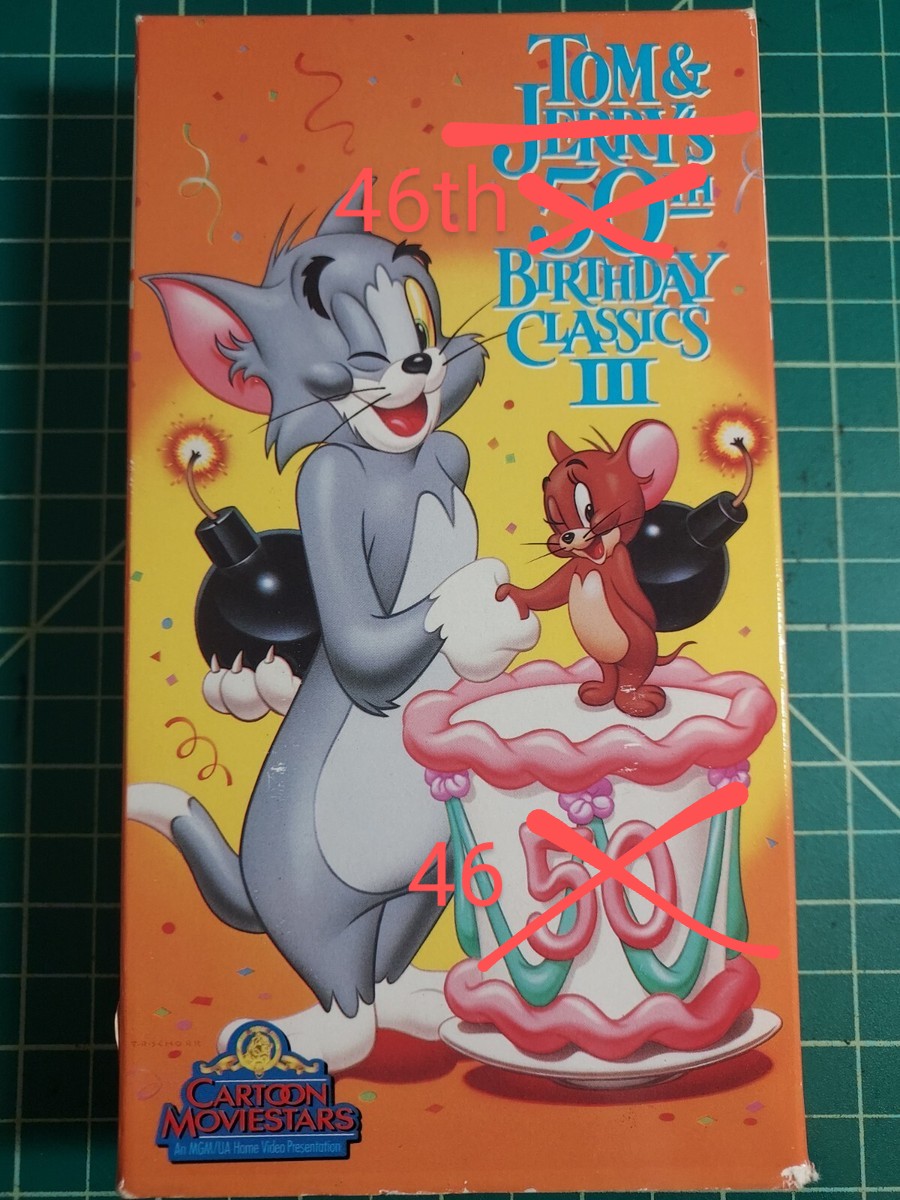 TOM &
JERRY'S
46th 50TH
BIRTHDAY
CLASSICS
III
46 50
CARTOON
MOVIESTARS
An MGM/UA Home Video Presentation